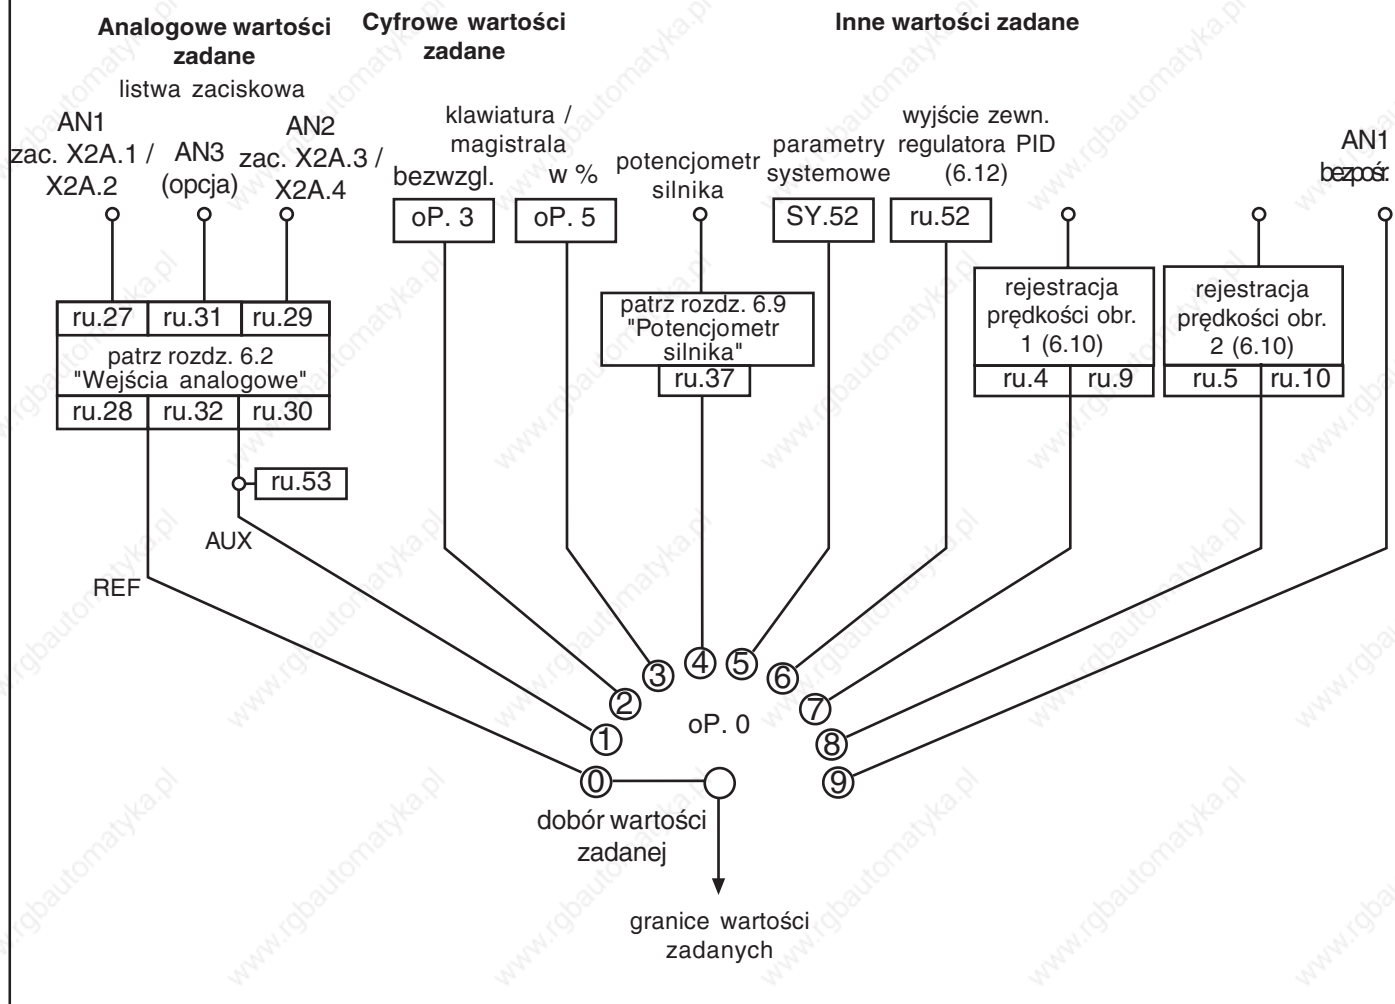 Analogowe wartości
zadane
listwa zaciskowa
Cyfrowe wartości
zadane
Inne wartości zadane
AN1
zac. X2A.1 /
X2A.2
AN3
(opcja)
AN2
zac. X2A.3 /
X2A.4
klawiatura /
magistrala
bezwzgl.
w %
potencjometr
silnika
parametry
systemowe
wyjście zewn.
regulatora PID
(6.12)
AN1
bezpośr.
oP. 3
oP. 5
SY.52
ru.52
ru.27
ru.31
ru.29
patrz rozdz. 6.2
"Wejścia analogowe"
ru.28
ru.32
ru.30
patrz rozdz. 6.9
"Potencjometr
silnika"
ru.37
rejestracja
prędkości obr.
1 (6.10)
ru.4
ru.9
rejestracja
prędkości obr.
2 (6.10)
ru.5
ru.10
ru.53
AUX
REF
0
1
2
3
4
5
6
7
8
9
oP. 0
dobór wartości
zadanej
granice wartości
zadanych
www.rgbautomatyka.pl